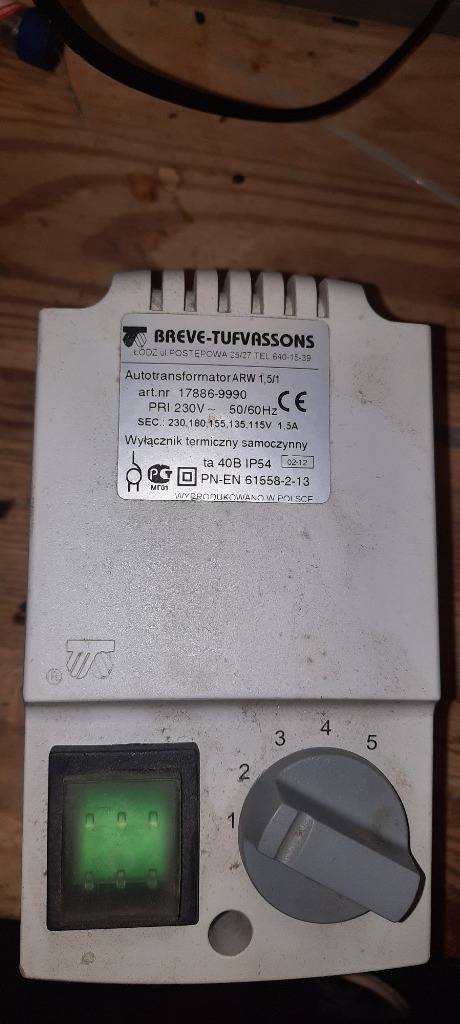 BREVE-TUFVASSONS
ŁÓDŹ ul. POSTĘPOWA 25/27 TEL 640-15-39
Autotransformator ARW 1,5/1
art.nr 17886-9990
PRI 230V~ 50/60Hz CE
SEC.: 230,180,155,135,115V 1,5A
Wyłącznik termiczny samoczynny
ta 40B IP54 02-12
МГ01 PN-EN 61558-2-13
WYPRODUKOWANO W POLSCE
®
1 2 3 4 5